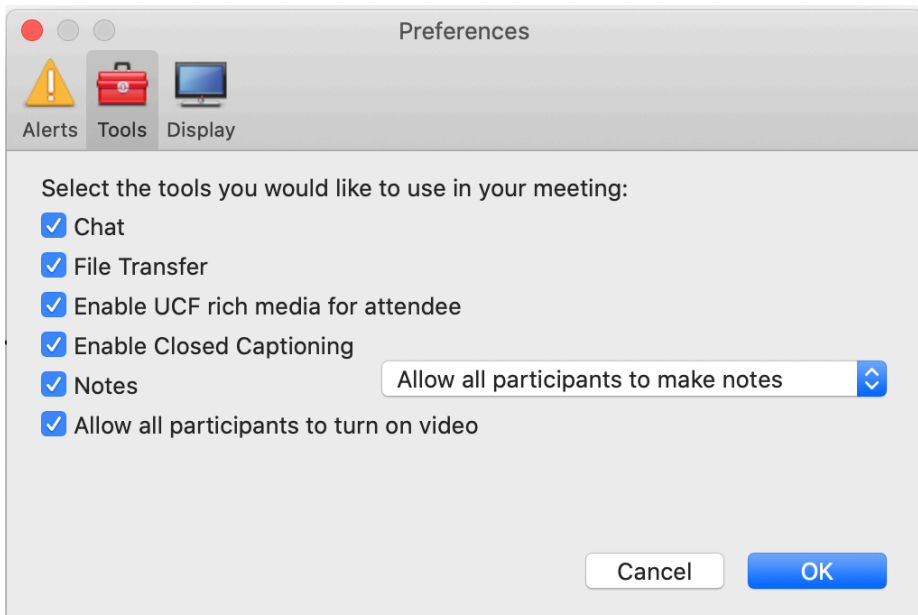 Preferences
Alerts Tools Display
Select the tools you would like to use in your meeting:
Chat
File Transfer
Enable UCF rich media for attendee
Enable Closed Captioning
Notes Allow all participants to make notes
Allow all participants to turn on video
Cancel OK